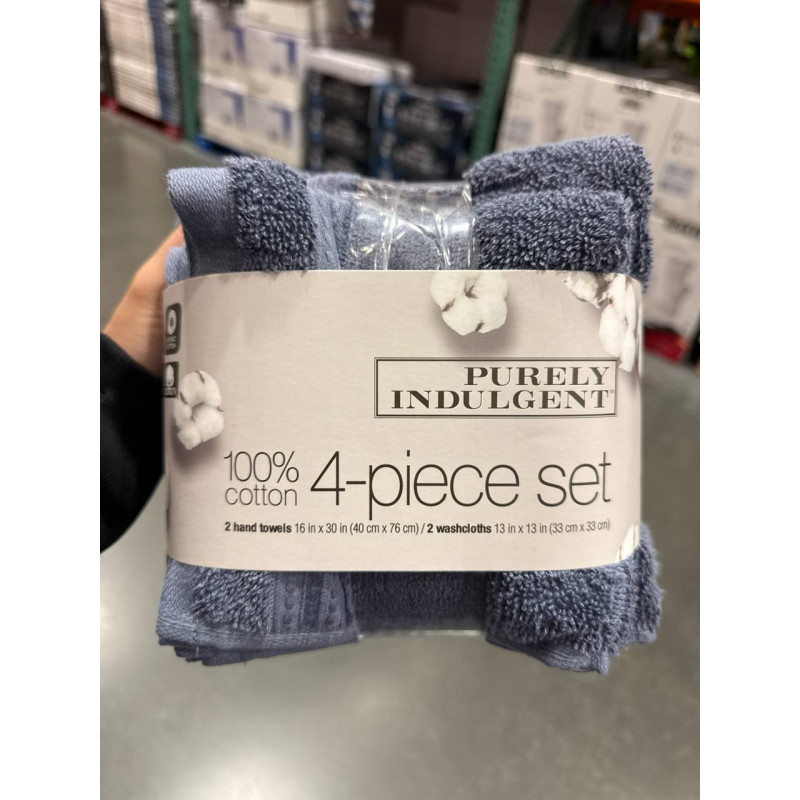 PURELY
INDULGENT®
100%
cotton
4-piece set
2 hand towels 16 in x 30 in (40 cm x 76 cm) / 2 washcloths 13 in x 13 in (33 cm x 33 cm)